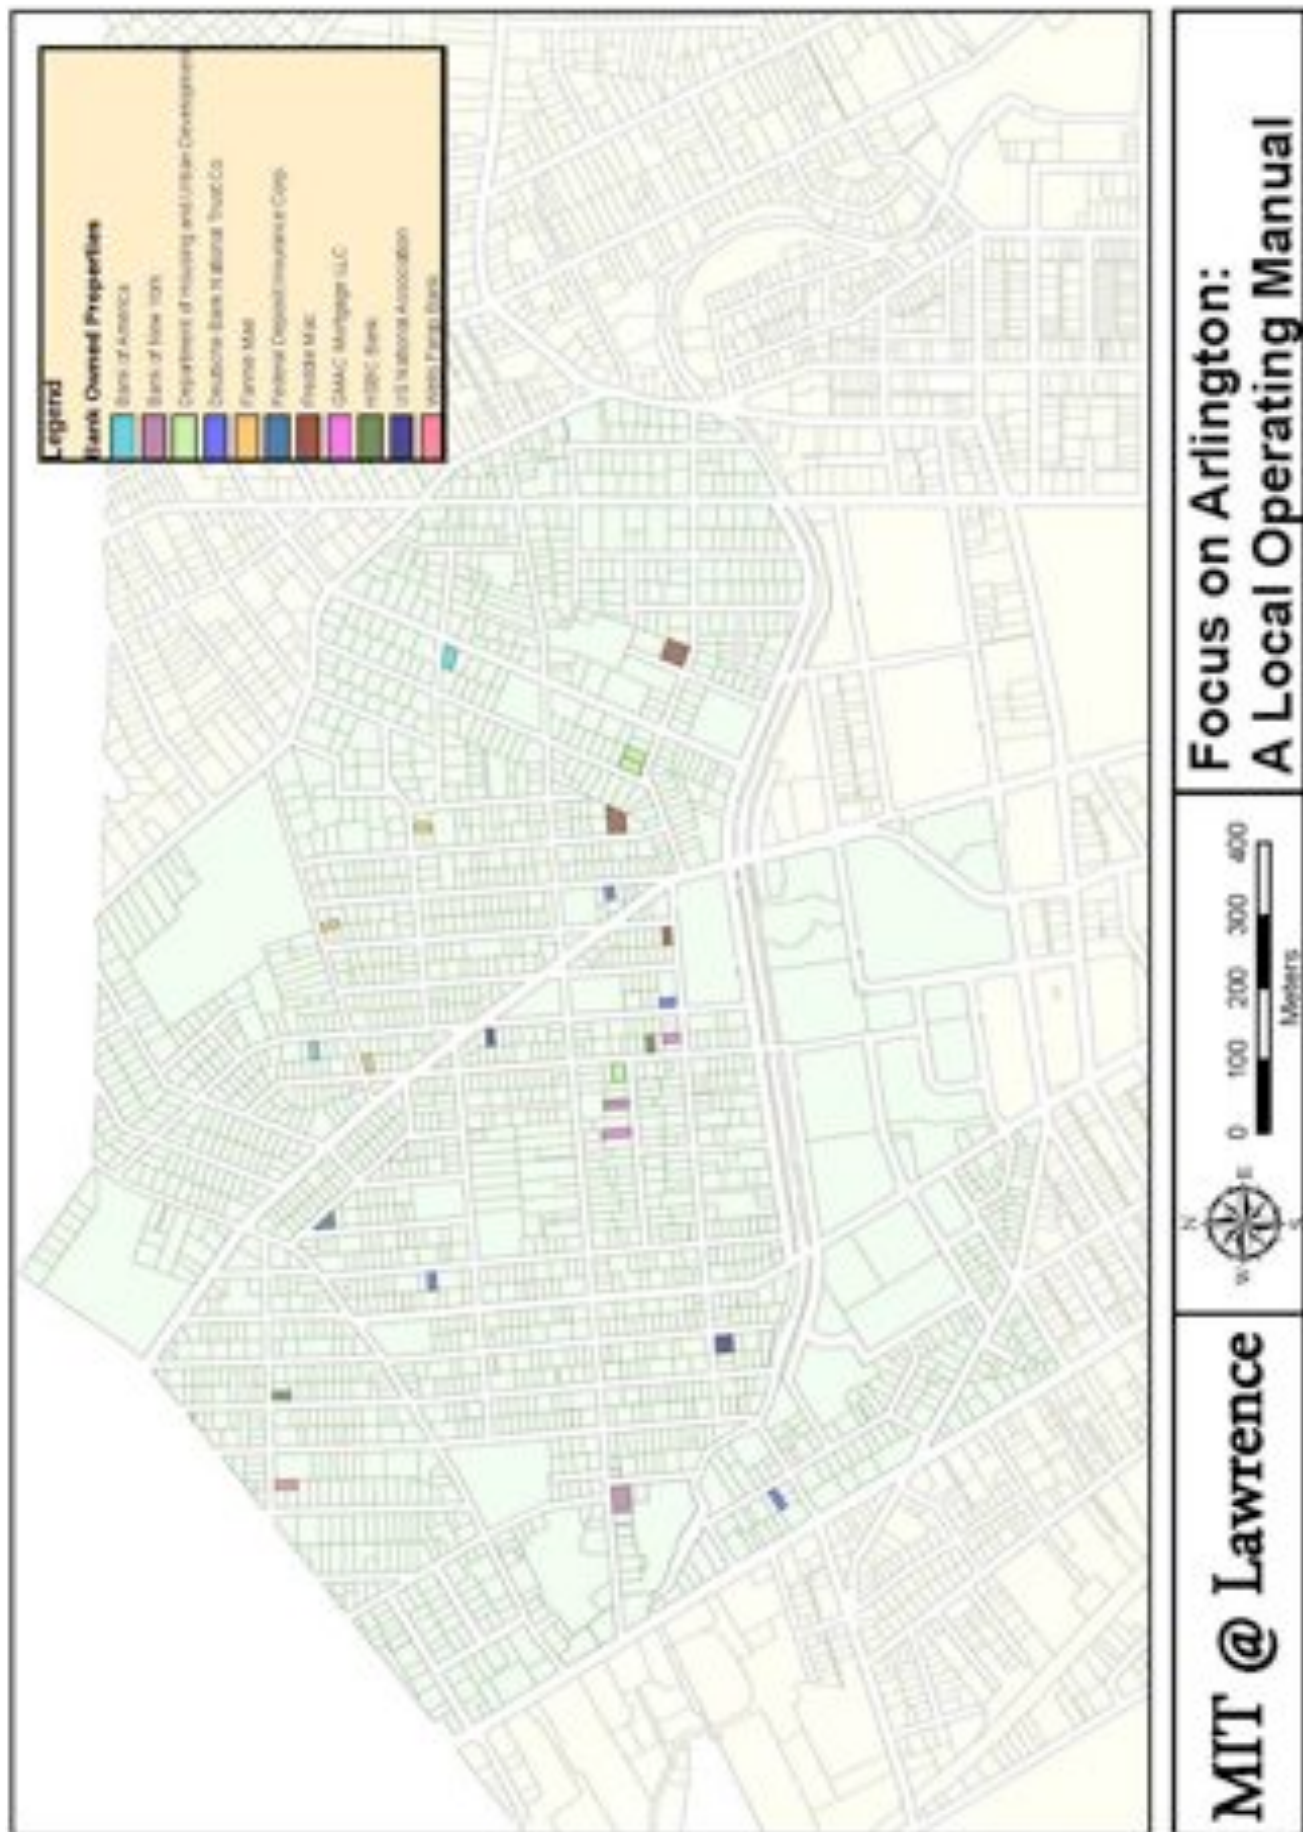 Legend
Bank Owned Properties
Bank of America
Bank of New York
Department of Housing and Urban Development
Deutsche Bank National Trust Co
Fannie Mae
Federal Deposit Insurance Corp.
Freddie Mac
GMAC Mortgage LLC
HSBC Bank
US National Association
Wells Fargo Bank
MIT @ Lawrence
N
W
E
S
0 100 200 300 400
Meters
Focus on Arlington:
A Local Operating Manual